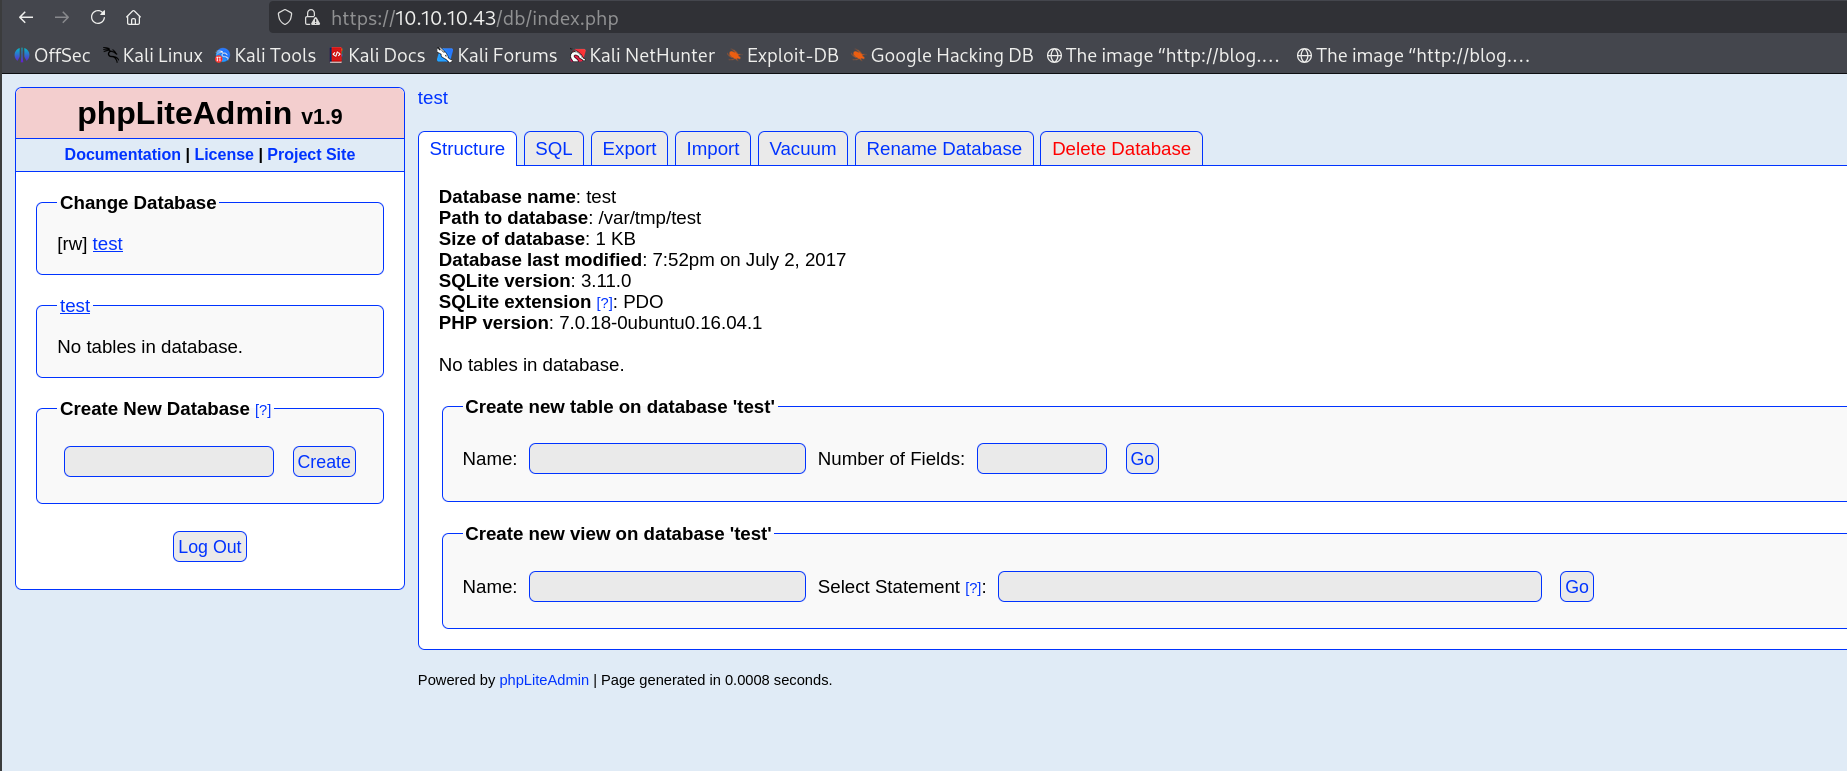 https://10.10.10.43/db/index.php
OffSec Kali Linux Kali Tools Kali Docs Kali Forums Kali NetHunter Exploit-DB Google Hacking DB The image “http://blog.… The image “http://blog.…
phpLiteAdmin v1.9
Documentation | License | Project Site
Change Database
[rw] test
test
No tables in database.
Create New Database [?]
Create
Log Out
test
Structure SQL Export Import Vacuum Rename Database Delete Database
Database name: test
Path to database: /var/tmp/test
Size of database: 1 KB
Database last modified: 7:52pm on July 2, 2017
SQLite version: 3.11.0
SQLite extension [?]: PDO
PHP version: 7.0.18-0ubuntu0.16.04.1
No tables in database.
Create new table on database 'test'
Name: Number of Fields: Go
Create new view on database 'test'
Name: Select Statement [?]: Go
Powered by phpLiteAdmin | Page generated in 0.0008 seconds.